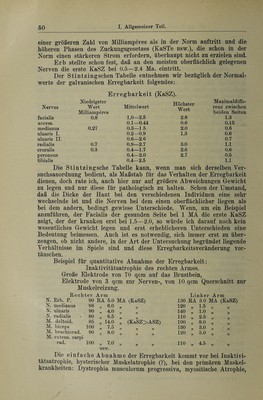 50 I. Allgemeiner Teil.
einer größeren Zahl von Milliampères als in der Norm auftritt und die
höheren Phasen des Zuckungsgesetzes (KaSTe usw.), die schon in der
Norm einen stärkeren Strom erfordern, überhaupt nicht zu erzielen sind.
Erb stellte schon fest, daß an den meisten oberflächlich gelegenen
Nerven die erste KaSZ bei 0.5—2.4 Ma. eintritt.
Der Stintzingschen Tabelle entnehmen wir bezüglich der Normal-
werte der galvanischen Erregbarkeit folgendes:
Erregbarkeit (KaSZ).
Nerven Niedrigster Wert Mittelwert Höchster Wert Maximaldiffe-
renz zwischen
Milliampères beiden Seiten
facialis 0.8 1.0—2.5 2.8 1.3
access. 0.1—0.44 0.6 0.15
medianus 0.27 0.3—1.5 2.0 0.6
ulnaris I. 0.2—0.9 1.3 0.6
ulnaris II. 0.6—2.6 0.7
radialis 0.7 0.9—2.7 3.0 1.1
cruralis 0.3 0.4—1.7 2.6 0.6
peroneus 0.4—2.0 2.7 0.5
tibialis 0.4—2.5 1.1
Die Stintzingsche Tabelle kann, wenn man sich derselben Ver-
suchsanordnung bedient, als Maßstab für das Verhalten der Erregbarkeit
dienen, doch rate ich, auch hier nur auf größere Abweichungen Gewicht
zu legen und nur diese für pathologisch zu halten. Schon der Umstand,
daß die Dicke der Haut bei den verschiedenen Individuen eine sehr
wechselnde ist und die Nerven bei dem einen oberflächlicher liegen als
bei dem andern, bedingt gewisse Unterschiede. Wenn, um ein Beispiel
anzuführen, der Facialis der gesunden Seite bei 1 MA die erste KASZ
zeigt, der der kranken erst bei 1.5—2.0, so würde ich darauf noch kein
wesentliches Gewicht legen und erst erheblicheren Unterschieden eine
Bedeutung beimessen. Auch ist es notwendig, sich immer erst zu über-
zeugen, ob nicht andere, in der Art der Untersuchung begründet liegende
Verhältnisse im Spiele sind und diese Erregbarkeitsveränderung vor-
täuschen.
Beispiel für quantitative Abnahme der Erregbarkeit:
Inaktivitätsatrophie des rechten Armes.
Große Elektrode von 70 qcm auf das Brustbein,
Elektrode von 3 qcm zur Nerven-, von 10 qcm Querschnitt zur
Muskelreizung.
Rechter Arm Linker Arm
N. Erb. P. 90 RA 3.0 MA (KaSZ) 130 RA 1.0 MA (KaSZ)
N. medianus 98 „ 6.0 „ „ 120 „ 1.5 „ „
N. ulnaris 90 „ 4.0 „ „ 140 „ 1.0 „ „
N. radialis 80 „ 6.5 „ „ 110 „ 2.5 „ „
M. deltoid. 85 „ 14.0 „ (KaSZ>ASZ) 100 „ 8.0 „ „
M. biceps 100 „ 7.5 „ „ 130 „ 3.0 „ „
M. brachiorad. 90 „ 8.0 „ „ 120 „ 3.0 „ „
M. extens. carpi
rad. 100 „ 7.0 „ „ 110 „ 4.5 „ „
usw.
Die einfache Abnahme der Erregbarkeit kommt vor bei Inaktivi-
tätsatrophie, hysterischer Muskelatrophie (?), bei den primären Muskel-
krankheiten: Dystrophia musculorum progressiva, myositische Atrophie,